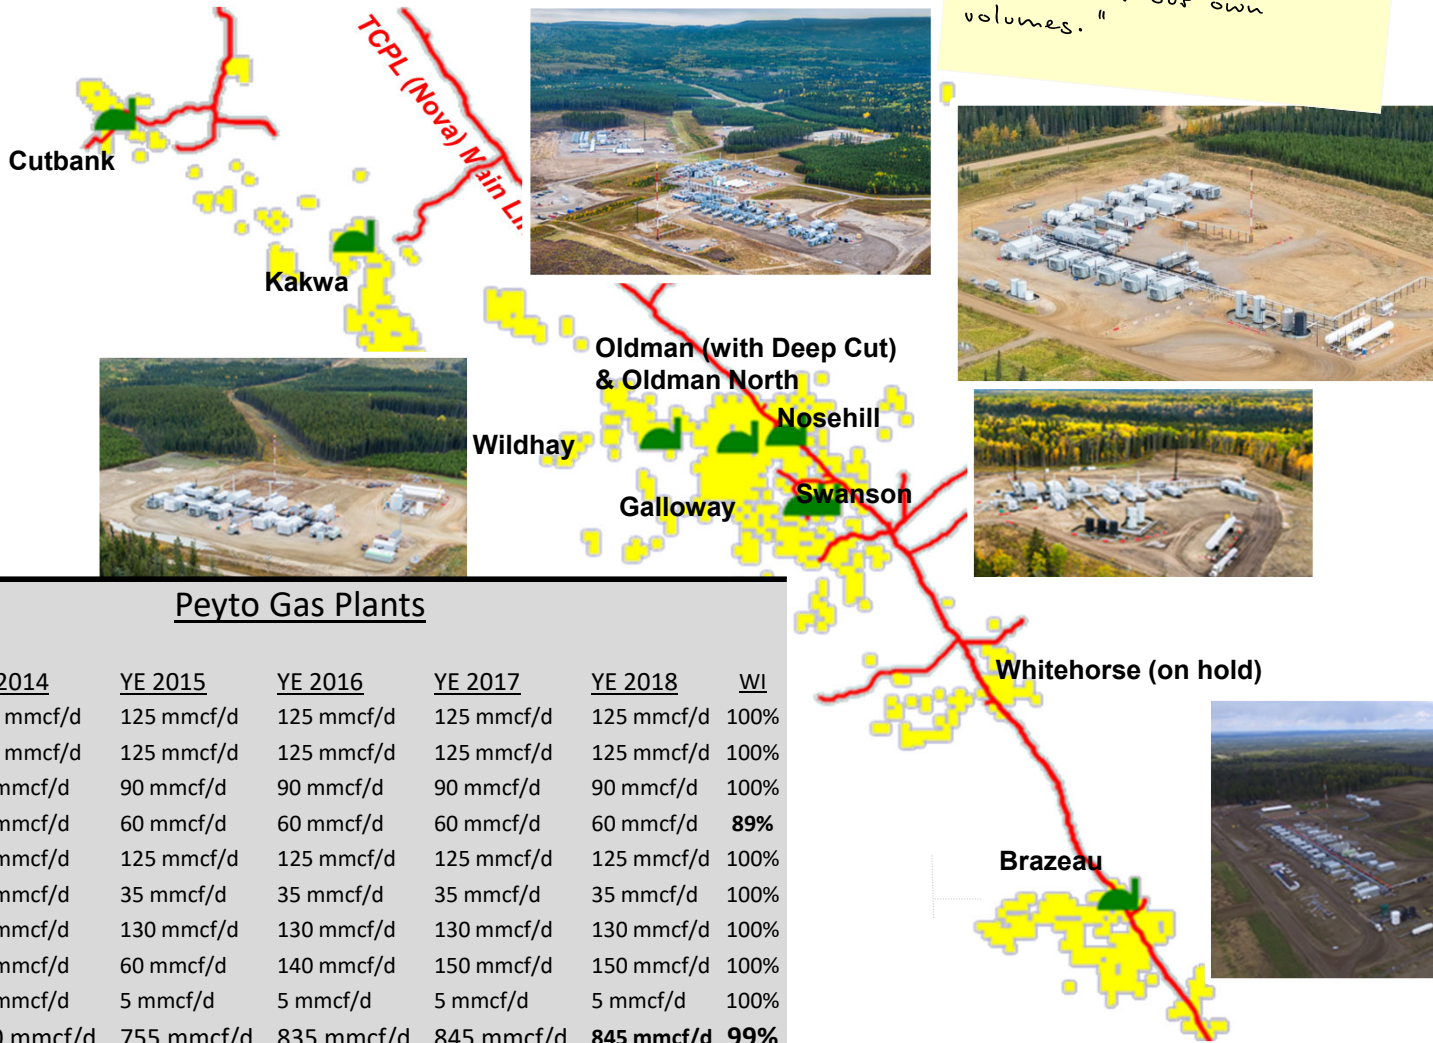 our own
volumes."
TCPL (Nova) Main Li
Cutbank
Kakwa
Oldman (with Deep Cut)
& Oldman North
Nosehill
Wildhay
Swanson
Galloway
Whitehorse (on hold)
Brazeau
Peyto Gas Plants
2014 YE 2015 YE 2016 YE 2017 YE 2018 WI
mmcf/d 125 mmcf/d 125 mmcf/d 125 mmcf/d 125 mmcf/d 100%
mmcf/d 125 mmcf/d 125 mmcf/d 125 mmcf/d 125 mmcf/d 100%
mmcf/d 90 mmcf/d 90 mmcf/d 90 mmcf/d 90 mmcf/d 100%
mmcf/d 60 mmcf/d 60 mmcf/d 60 mmcf/d 60 mmcf/d 89%
mmcf/d 125 mmcf/d 125 mmcf/d 125 mmcf/d 125 mmcf/d 100%
mmcf/d 35 mmcf/d 35 mmcf/d 35 mmcf/d 35 mmcf/d 100%
mmcf/d 130 mmcf/d 130 mmcf/d 130 mmcf/d 130 mmcf/d 100%
mmcf/d 60 mmcf/d 140 mmcf/d 150 mmcf/d 150 mmcf/d 100%
mmcf/d 5 mmcf/d 5 mmcf/d 5 mmcf/d 5 mmcf/d 100%
mmcf/d 755 mmcf/d 835 mmcf/d 845 mmcf/d 845 mmcf/d 99%